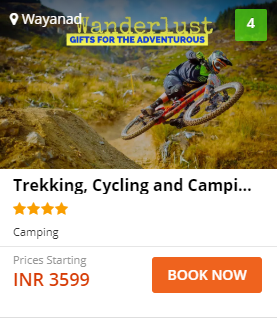 Wayanad
4
Wanderlust
GIFTS FOR THE ADVENTUROUS
Trekking, Cycling and Campi...
Camping
Prices Starting
INR 3599
BOOK NOW